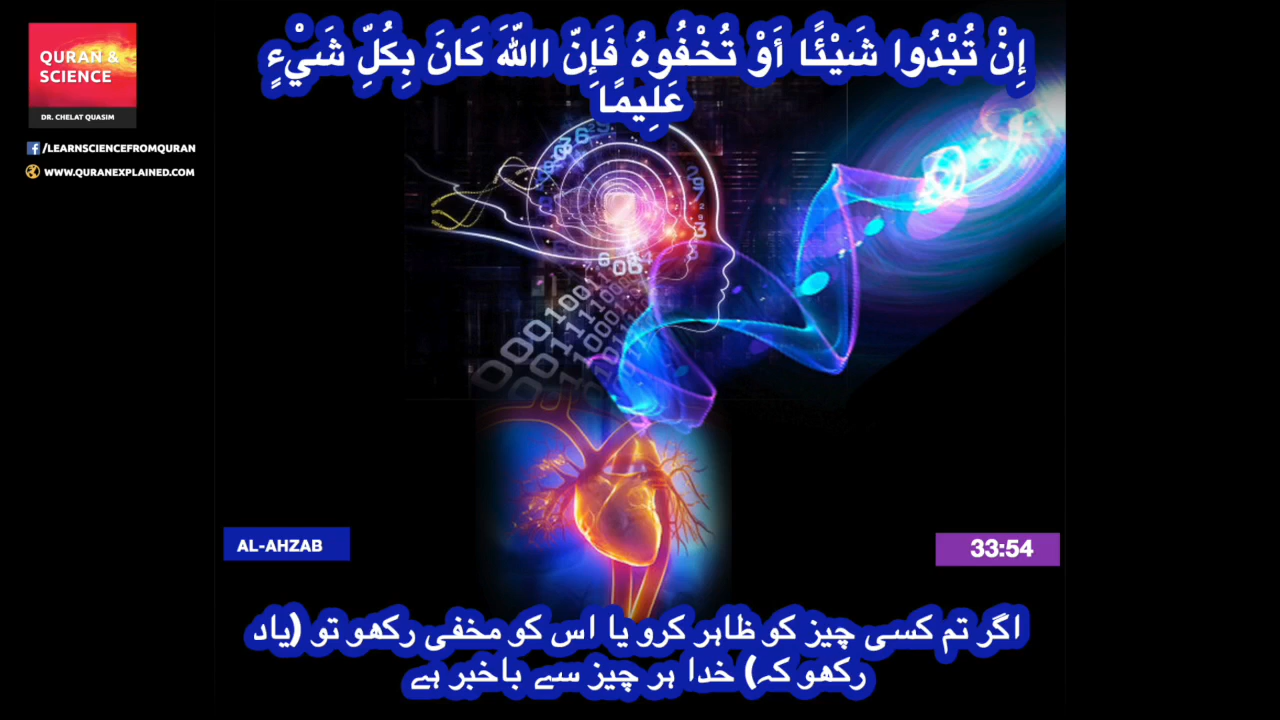 إِنْ تُبْدُوا شَيْئًا أَوْ تُخْفُوهُ فَإِنَّ اللَّهَ كَانَ بِكُلِّ شَيْءٍ
عَلِيمًا
QURAN &
SCIENCE
DR. CHELAT QUASIM
/LEARNSCIENCEFROMQURAN
WWW.QURANEXPLAINED.COM
AL-AHZAB
33:54
اگر تم کسی چیز کو ظاہر کرو یا اس کو مخفی رکھو تو (یاد
رکھو کہ) خدا ہر چیز سے باخبر ہے